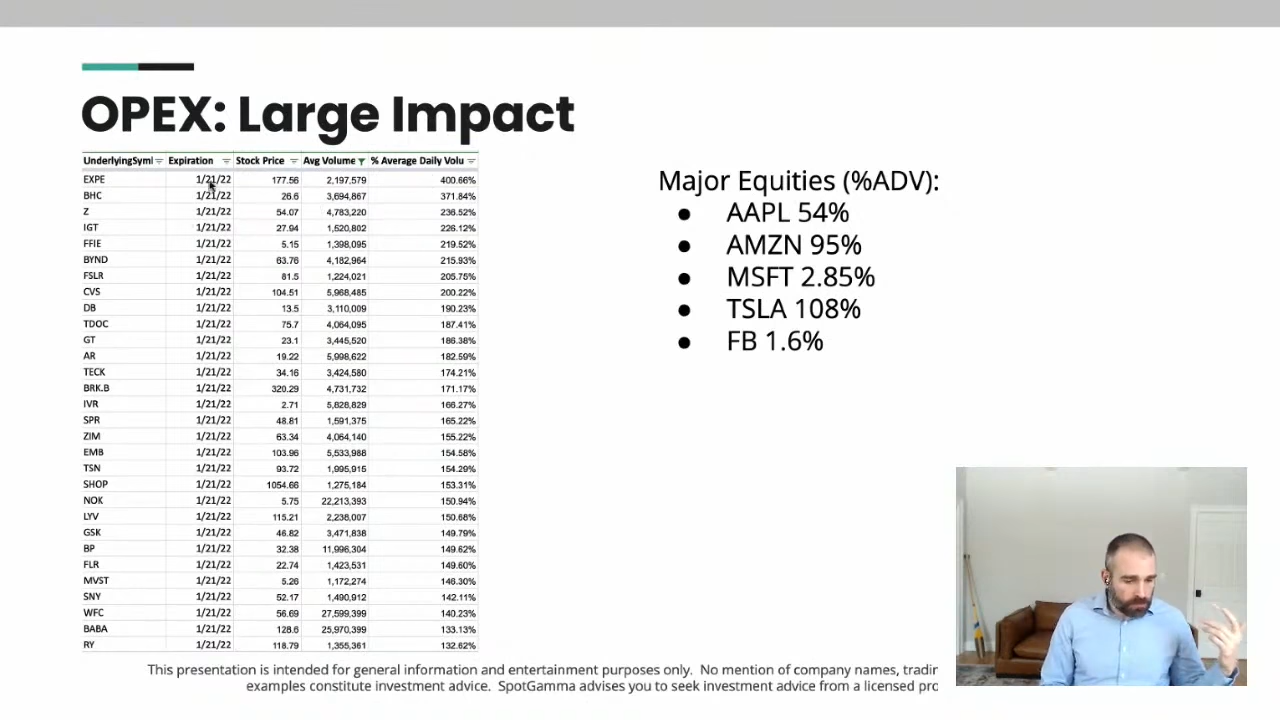 OPEX: Large Impact
UnderlyingSyml Expiration Stock Price Avg Volume % Average Daily Volu
EXPE 1/21/22 177.56 2,197,579 400.66%
BHC 1/21/22 26.6 3,694,867 371.84%
Z 1/21/22 54.07 4,783,220 236.52%
IGT 1/21/22 27.94 1,520,802 226.12%
FFIE 1/21/22 5.15 1,398,095 219.52%
BYND 1/21/22 63.76 4,182,964 215.93%
FSLR 1/21/22 81.5 1,224,021 205.75%
CVS 1/21/22 104.51 5,968,485 200.22%
DB 1/21/22 13.5 3,110,009 190.23%
TDOC 1/21/22 75.7 4,064,095 187.41%
GT 1/21/22 23.1 3,445,520 186.38%
AR 1/21/22 19.22 5,998,622 182.59%
TECK 1/21/22 34.16 3,424,580 174.21%
BRK.B 1/21/22 320.29 4,731,732 171.17%
IVR 1/21/22 2.71 5,828,829 166.27%
SPR 1/21/22 48.81 1,591,375 165.22%
ZIM 1/21/22 63.34 4,064,140 155.22%
EMB 1/21/22 103.96 5,533,988 154.58%
TSN 1/21/22 93.72 1,995,915 154.29%
SHOP 1/21/22 1054.66 1,275,184 153.31%
NOK 1/21/22 5.75 22,213,393 150.94%
LYV 1/21/22 115.21 2,238,007 150.68%
GSK 1/21/22 46.82 3,471,838 149.79%
BP 1/21/22 32.38 11,996,304 149.62%
FLR 1/21/22 22.74 1,423,531 149.60%
MVST 1/21/22 5.26 1,172,274 146.30%
SNY 1/21/22 52.17 1,490,912 142.11%
WFC 1/21/22 56.69 27,599,399 140.23%
BABA 1/21/22 128.6 25,970,399 133.13%
RY 1/21/22 118.79 1,355,361 132.62%
Major Equities (%ADV):
● AAPL 54%
● AMZN 95%
● MSFT 2.85%
● TSLA 108%
● FB 1.6%
This presentation is intended for general information and entertainment purposes only. No mention of company names, tradin
examples constitute investment advice. SpotGamma advises you to seek investment advice from a licensed pro